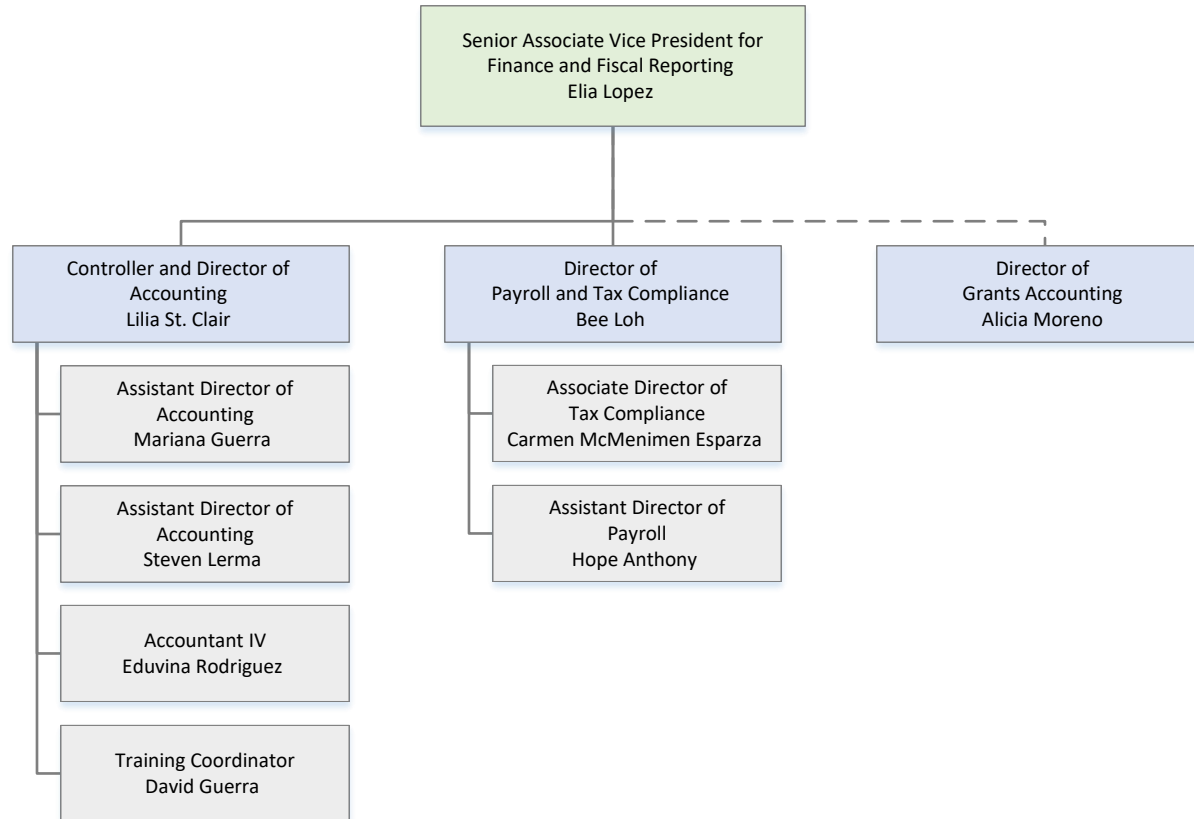 Senior Associate Vice President for
Finance and Fiscal Reporting
Elia Lopez
Controller and Director of
Accounting
Lilia St. Clair
Director of
Payroll and Tax Compliance
Bee Loh
Director of
Grants Accounting
Alicia Moreno
Assistant Director of
Accounting
Mariana Guerra
Associate Director of
Tax Compliance
Carmen McMenimen Esparza
Assistant Director of
Accounting
Steven Lerma
Assistant Director of
Payroll
Hope Anthony
Accountant IV
Eduvina Rodriguez
Training Coordinator
David Guerra